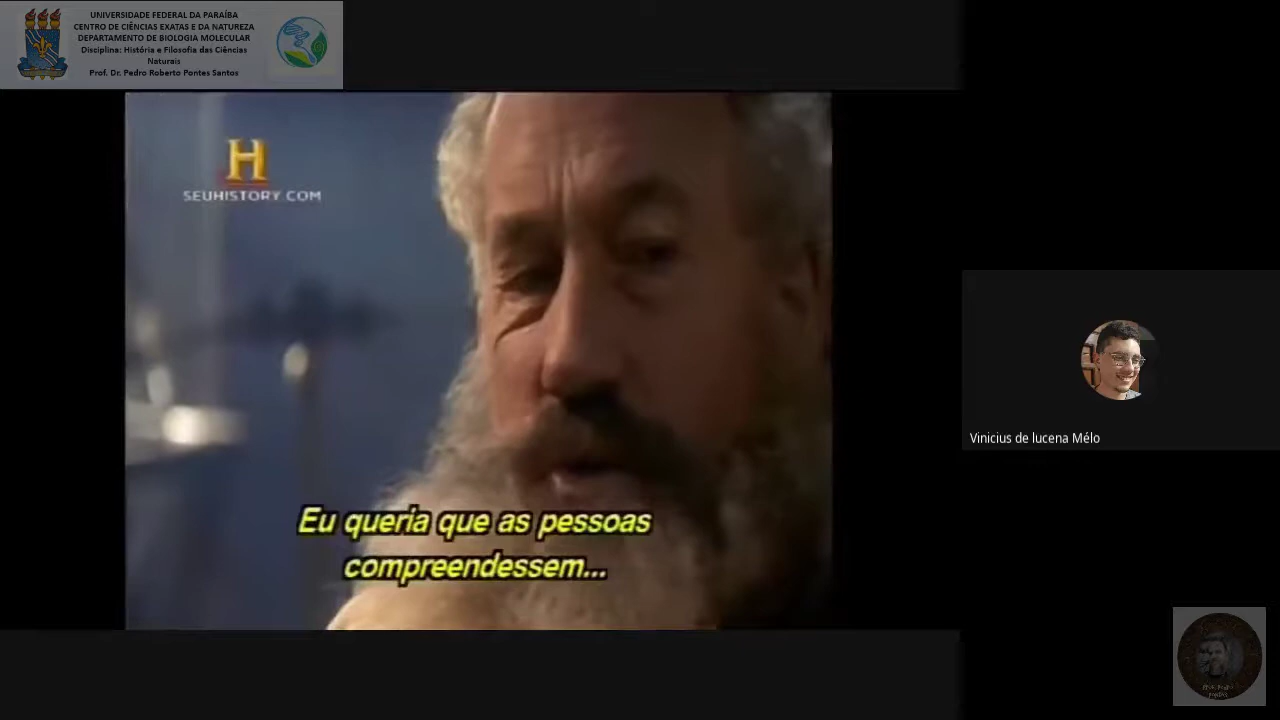 UNIVERSIDADE FEDERAL DA PARAÍBA
CENTRO DE CIÊNCIAS EXATAS E DA NATUREZA
DEPARTAMENTO DE BIOLOGIA MOLECULAR
Disciplina: História e Filosofia das Ciências
Naturais
Prof. Dr. Pedro Roberto Pontes Santos
H
SEUHISTORY.COM
Eu queria que as pessoas
compreendessem...
Vinicius de lucena Mélo